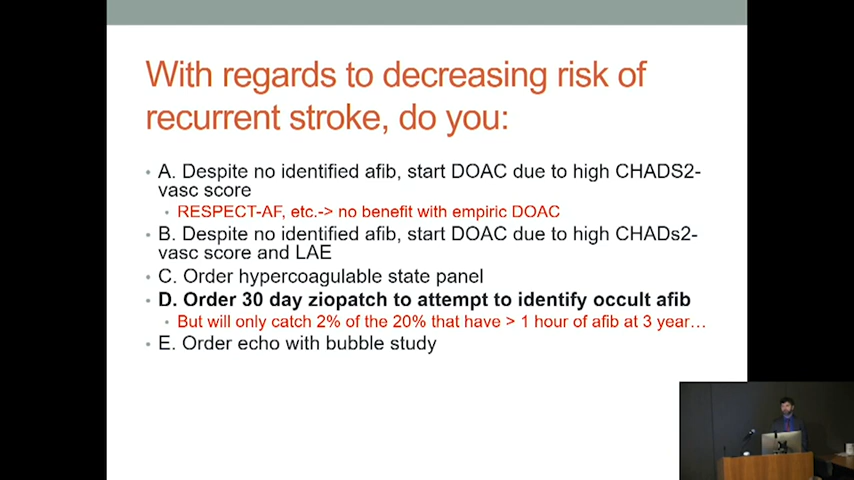 With regards to decreasing risk of
recurrent stroke, do you:
• A. Despite no identified afib, start DOAC due to high CHADS2-
vasc score
• RESPECT-AF, etc.-> no benefit with empiric DOAC
• B. Despite no identified afib, start DOAC due to high CHADs2-
vasc score and LAE
• C. Order hypercoagulable state panel
• D. Order 30 day ziopatch to attempt to identify occult afib
• But will only catch 2% of the 20% that have > 1 hour of afib at 3 year…
• E. Order echo with bubble study